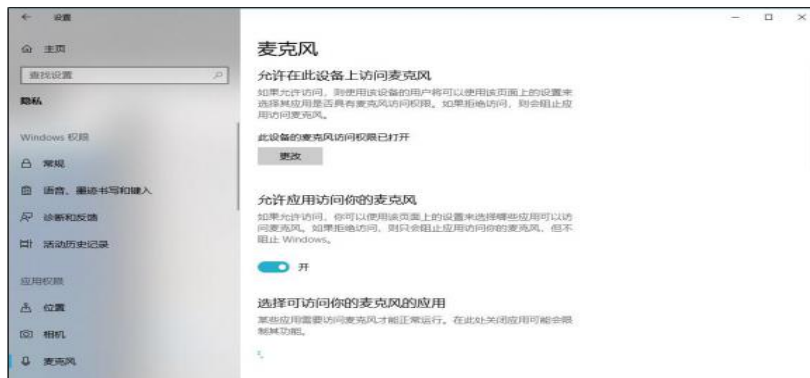 设置
主页
查找设置
隐私
Windows 权限
常规
语音、墨迹书写和键入
诊断和反馈
活动历史记录
应用权限
位置
相机
麦克风
麦克风
允许在此设备上访问麦克风
如果允许访问，则使用该设备的用户将可以使用该页面上的设置来
选择其应用是否具有麦克风访问权限。如果拒绝访问，则会阻止应
用访问麦克风。
此设备的麦克风访问权限已打开
更改
允许应用访问你的麦克风
如果允许访问，你可以使用该页面上的设置来选择哪些应用可以访
问麦克风。如果拒绝访问，则只会阻止应用访问你的麦克风，但不
阻止 Windows。
开
选择可访问你的麦克风的应用
某些应用需要访问麦克风才能正常运行。在此处关闭应用可能会限
制其功能。